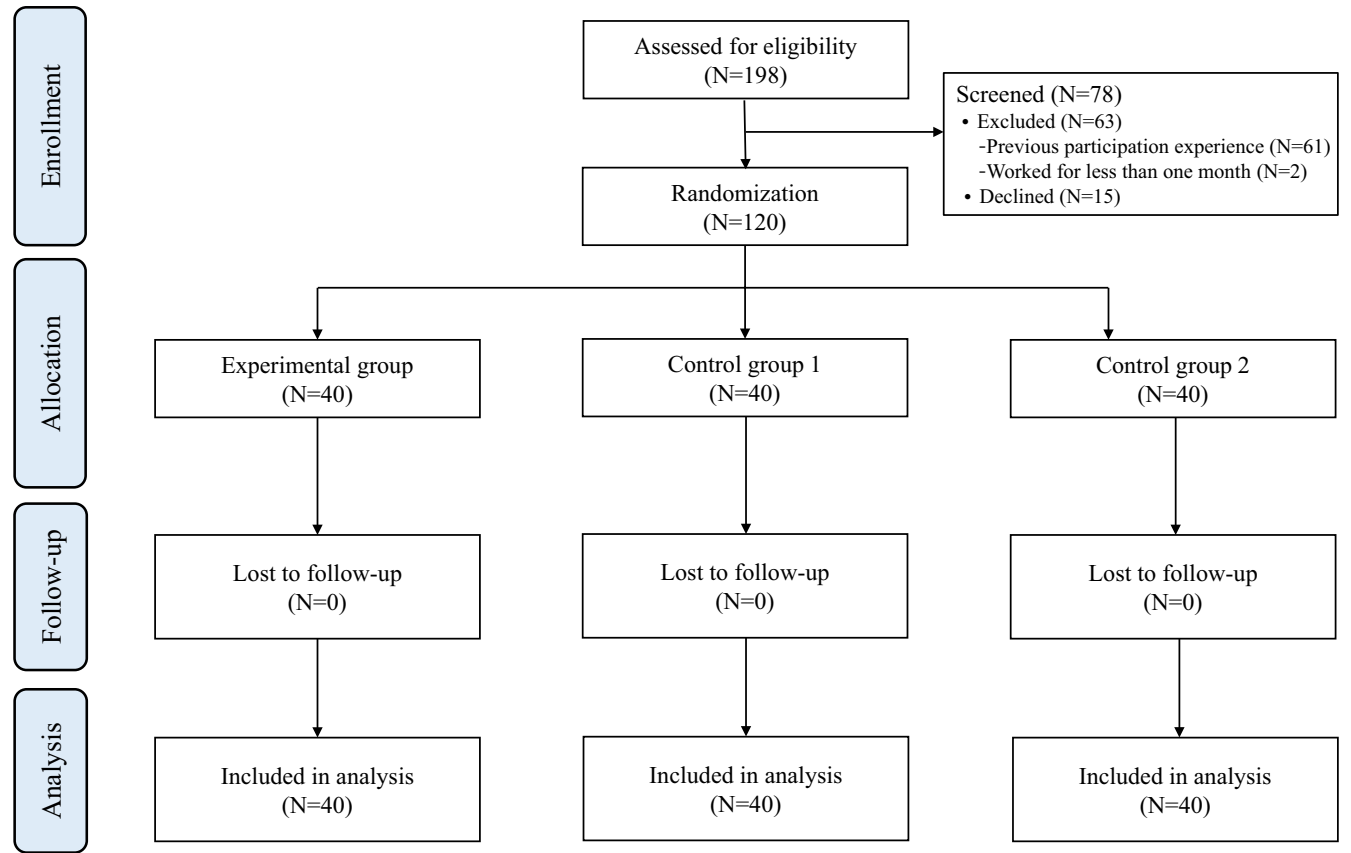 Enrollment
Assessed for eligibility
(N=198)
Screened (N=78)
• Excluded (N=63)
-Previous participation experience (N=61)
-Worked for less than one month (N=2)
• Declined (N=15)
Randomization
(N=120)
Allocation
Experimental group
(N=40)
Control group 1
(N=40)
Control group 2
(N=40)
Follow-up
Lost to follow-up
(N=0)
Lost to follow-up
(N=0)
Lost to follow-up
(N=0)
Analysis
Included in analysis
(N=40)
Included in analysis
(N=40)
Included in analysis
(N=40)